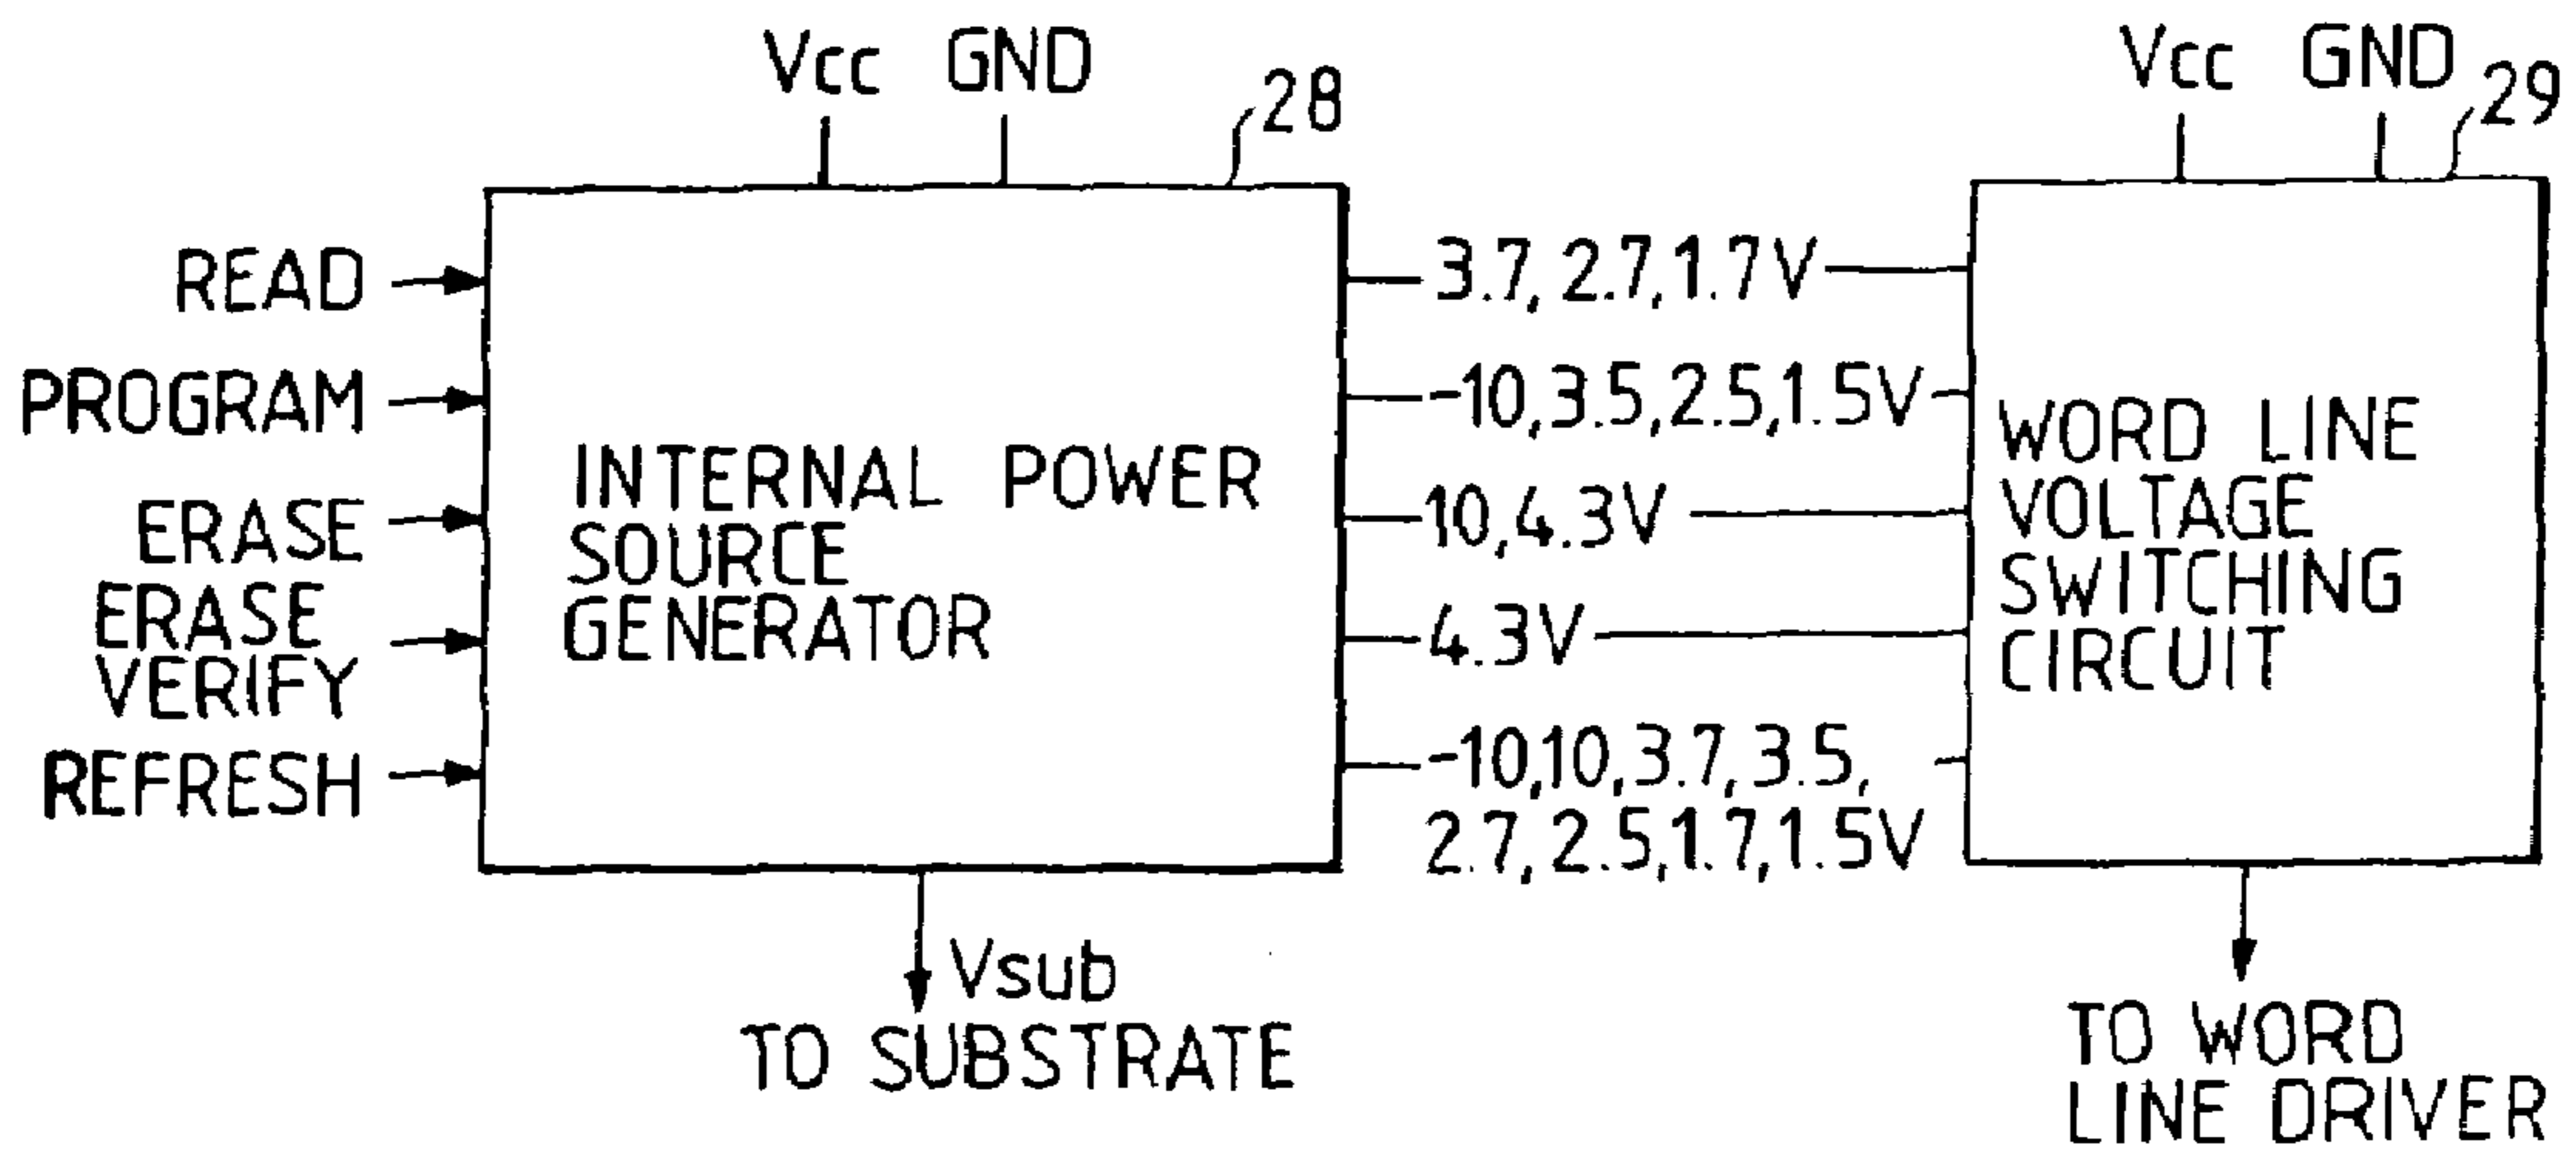 Vcc GND
28
Vcc GND
29
READ
PROGRAM
ERASE
ERASE
VERIFY
REFRESH
INTERNAL POWER
SOURCE
GENERATOR
3.7, 2.7, 1.7V
-10, 3.5, 2.5, 1.5V
10, 4.3V
4.3V
-10, 10, 3.7, 3.5,
2.7, 2.5, 1.7, 1.5V
WORD LINE
VOLTAGE
SWITCHING
CIRCUIT
Vsub
TO SUBSTRATE
TO WORD
LINE DRIVER